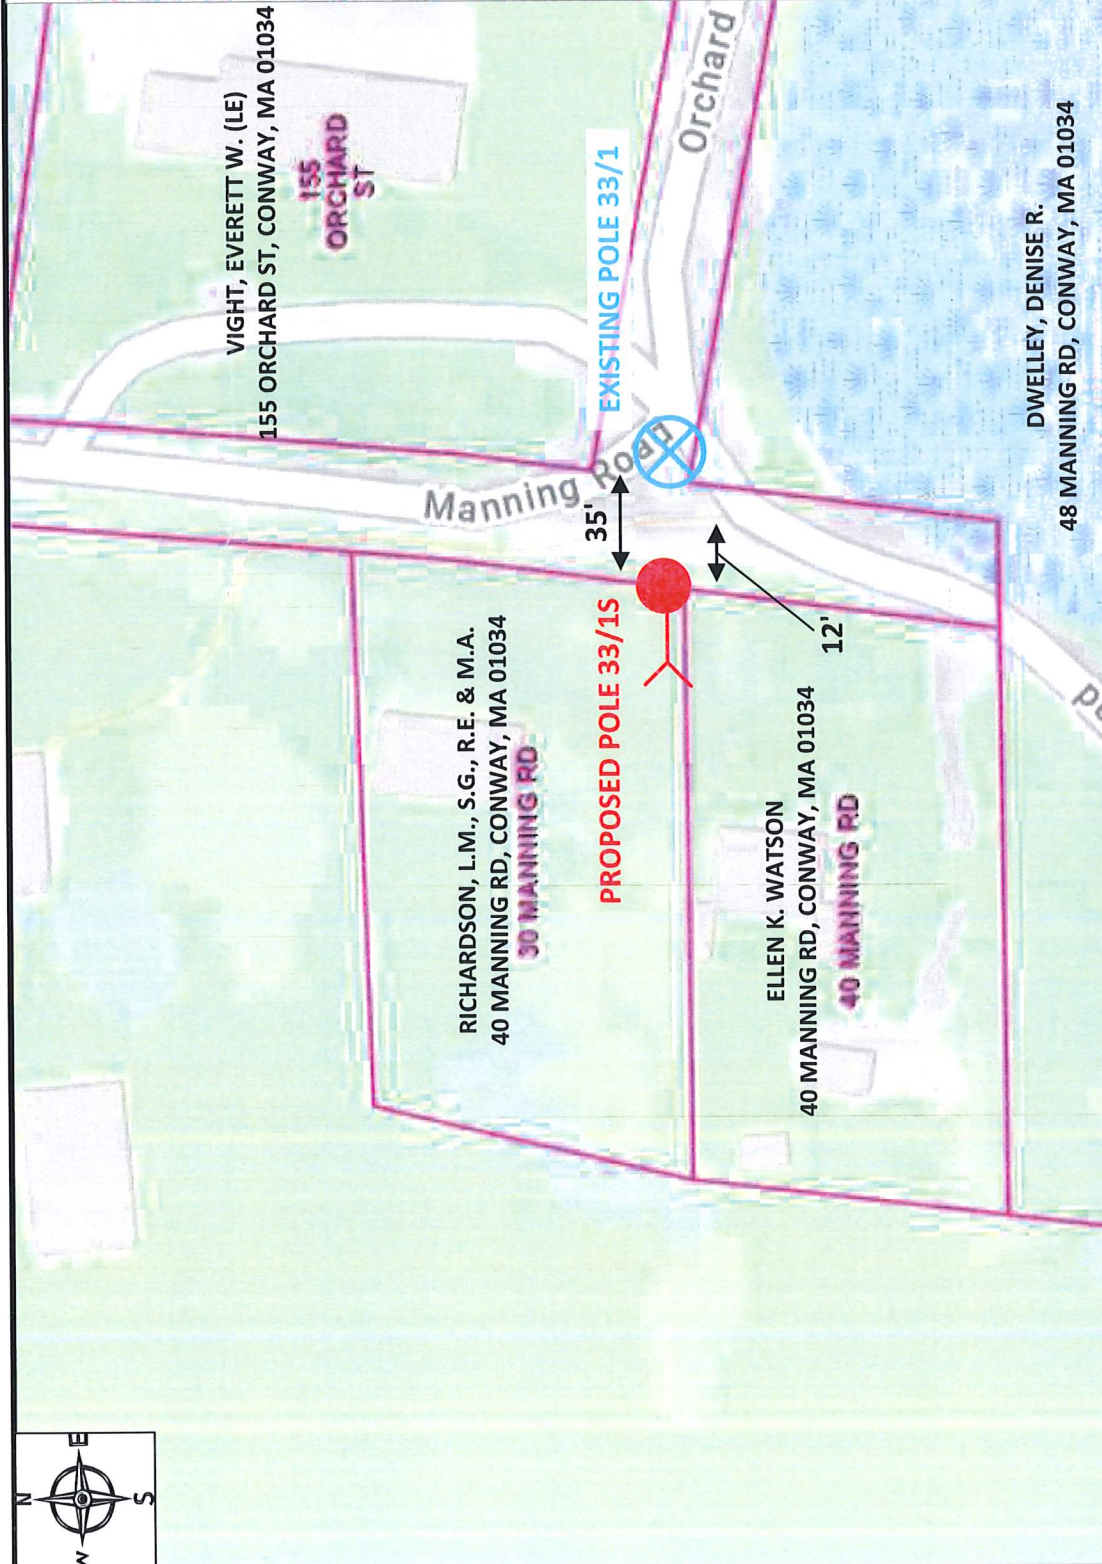 N
W E
S
VIGHT, EVERETT W. (LE)
155 ORCHARD ST, CONWAY, MA 01034
155
ORCHARD
ST
Manning Road
Orchard
EXISTING POLE 33/1
35'
RICHARDSON, L.M., S.G., R.E. & M.A.
40 MANNING RD, CONWAY, MA 01034
30 MANNING RD
PROPOSED POLE 33/1S
12'
ELLEN K. WATSON
40 MANNING RD, CONWAY, MA 01034
40 MANNING RD
DWELLEY, DENISE R.
48 MANNING RD, CONWAY, MA 01034